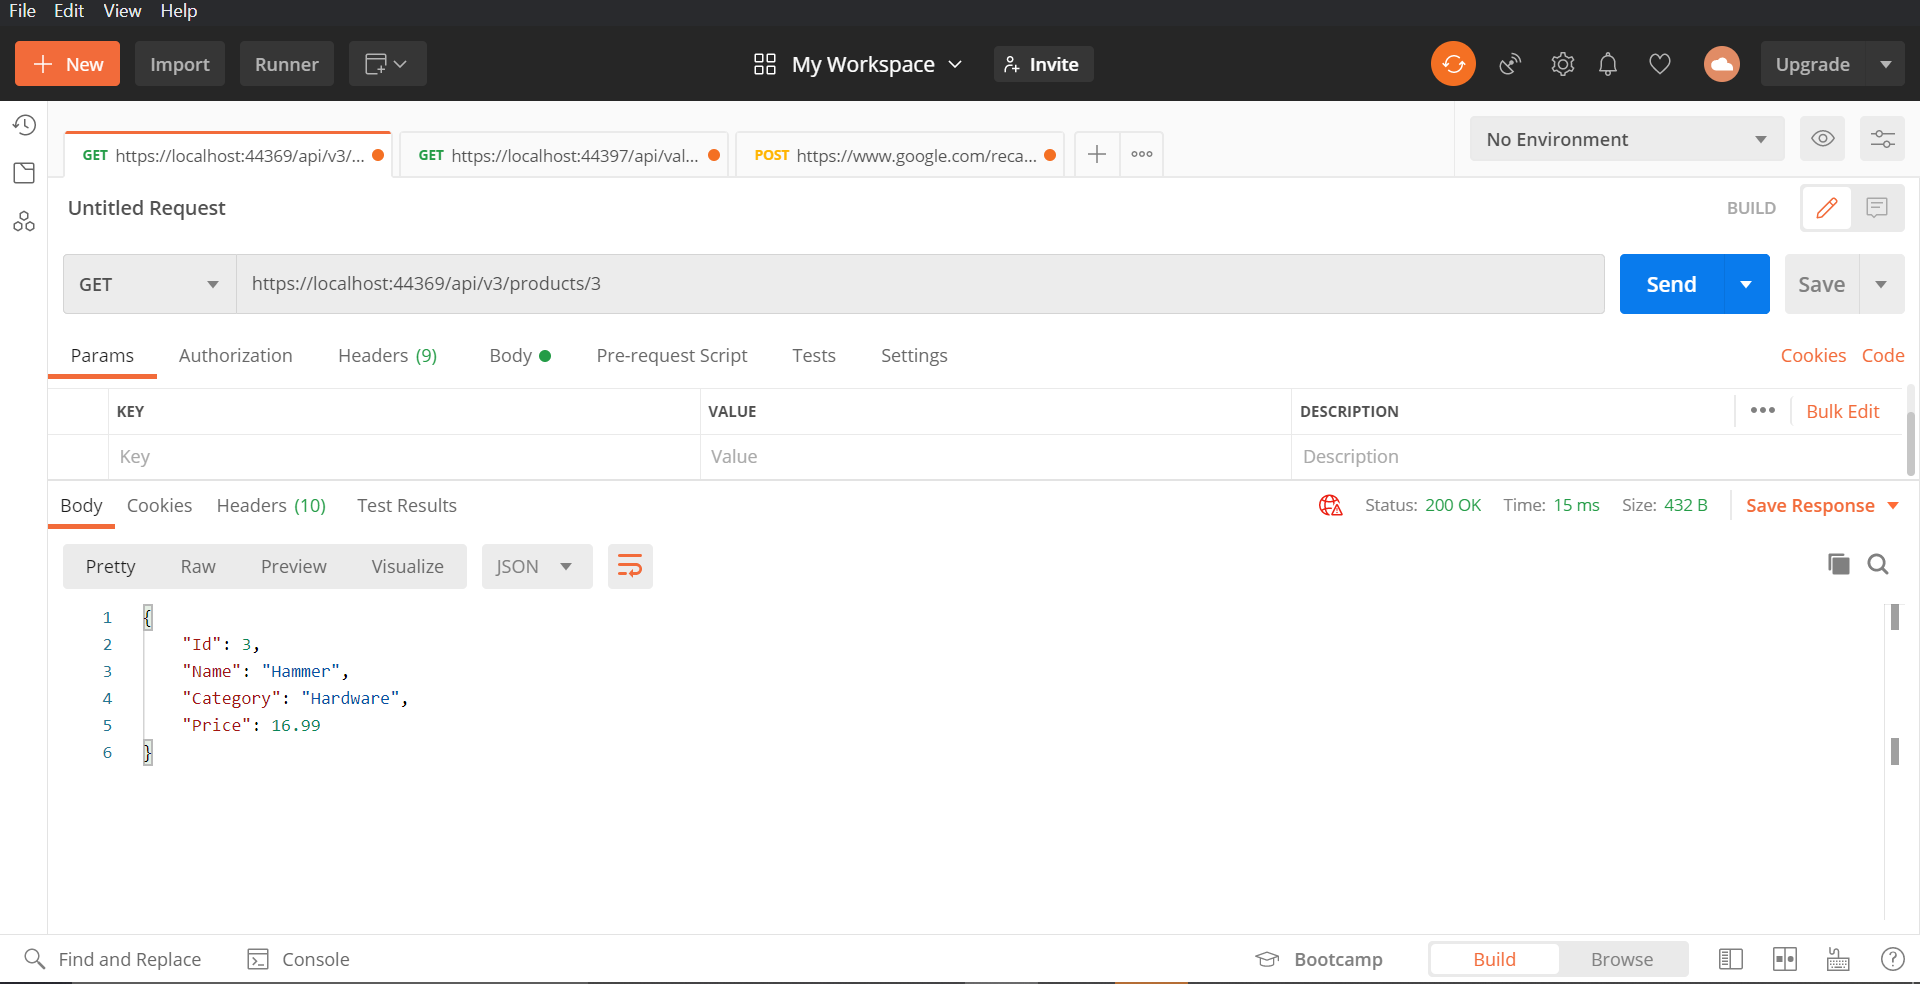 File Edit View Help
New Import Runner My Workspace Invite Upgrade
GET https://localhost:44369/api/v3/... GET https://localhost:44397/api/val... POST https://www.google.com/reca... No Environment
Untitled Request BUILD
GET https://localhost:44369/api/v3/products/3 Send Save
Params Authorization Headers (9) Body Pre-request Script Tests Settings Cookies Code
KEY VALUE DESCRIPTION Bulk Edit
Key Value Description
Body Cookies Headers (10) Test Results Status: 200 OK Time: 15 ms Size: 432 B Save Response
Pretty Raw Preview Visualize JSON
1 {
2 "Id": 3,
3 "Name": "Hammer",
4 "Category": "Hardware",
5 "Price": 16.99
6 }
Find and Replace Console Bootcamp Build Browse